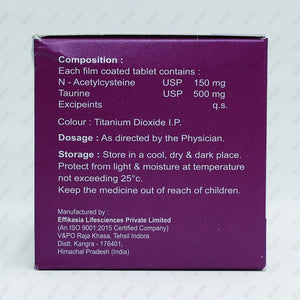 Composition :
Each film coated tablet contains :
N - Acetylcysteine USP 150 mg
Taurine USP 500 mg
Excipeints q.s.
Colour : Titanium Dioxide I.P.
Dosage : As directed by the Physician.
Storage : Store in a cool, dry & dark place.
Protect from light & moisture at temperature
not exceeding 25°c.
Keep the medicine out of reach of children.
Manufactured by :
Effikasia Lifesciences Private Limited
(An ISO 9001:2015 Certified Company)
V&PO Raja Khasa, Tehsil Indora
Distt. Kangra - 176401,
Himachal Pradesh (India)